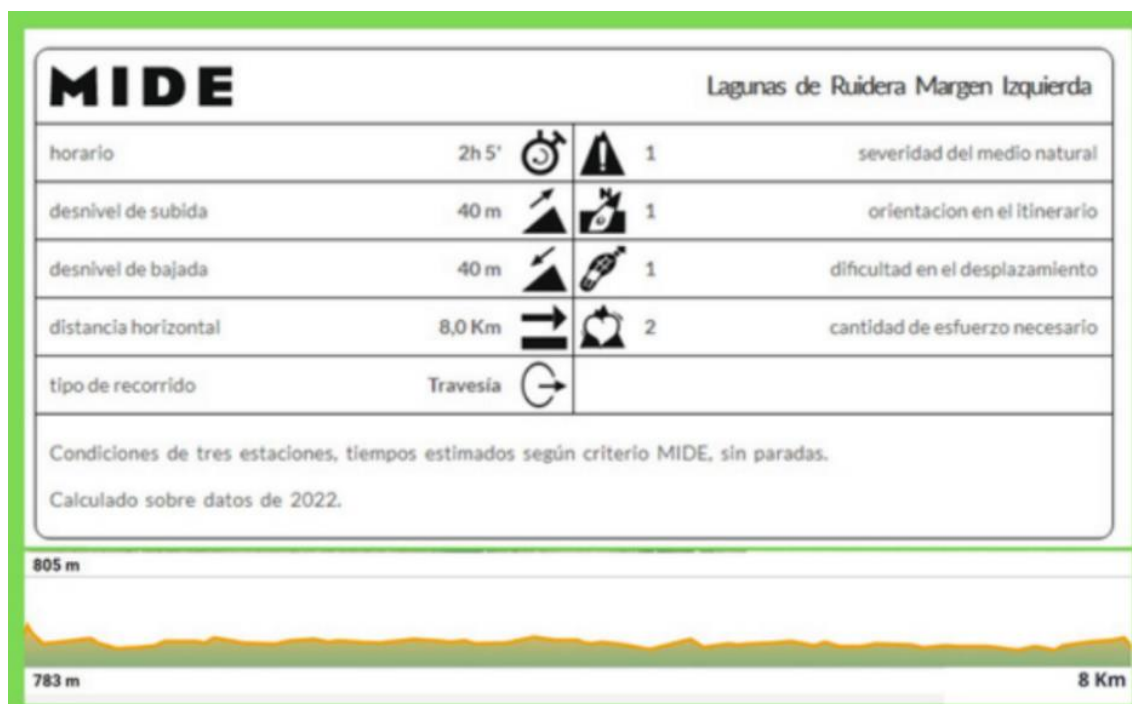 MIDE
Lagunas de Ruidera Margen Izquierda
horario 2h 5' 1 severidad del medio natural
desnivel de subida 40 m N 1 orientacion en el itinerario
desnivel de bajada 40 m 1 dificultad en el desplazamiento
distancia horizontal 8,0 Km 2 cantidad de esfuerzo necesario
tipo de recorrido Travesía
Condiciones de tres estaciones, tiempos estimados según criterio MIDE, sin paradas.
Calculado sobre datos de 2022.
805 m
783 m 8 Km